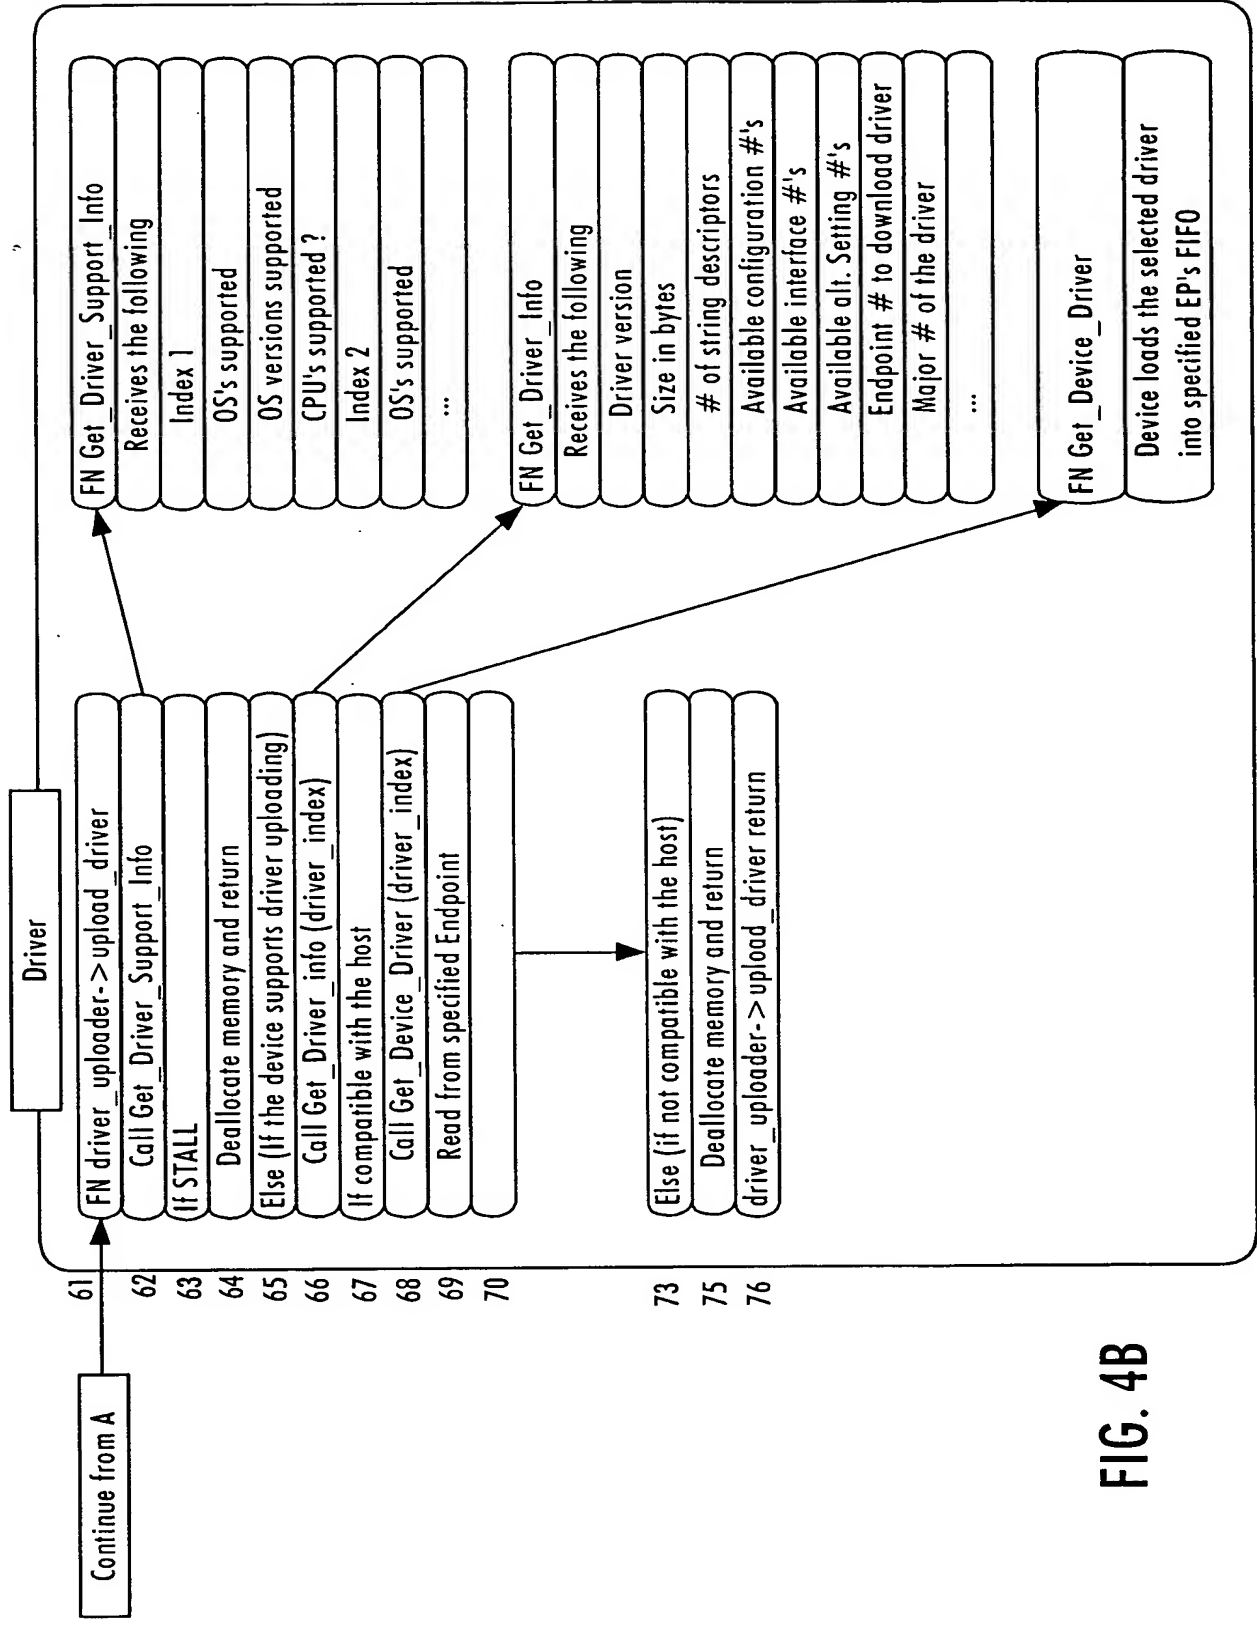 Driver
Continue from A
61
FN driver_uploader->upload_driver
62
Call Get_Driver_Support_Info
63
If STALL
64
Deallocate memory and return
65
Else (If the device supports driver uploading)
66
Call Get_Driver_info (driver_index)
67
If compatible with the host
68
Call Get_Device_Driver (driver_index)
69
Read from specified Endpoint
70
73
Else (if not compatible with the host)
75
Deallocate memory and return
76
driver_uploader->upload_driver return
FN Get_Driver_Support_Info
Receives the following
Index 1
OS's supported
OS versions supported
CPU's supported ?
Index 2
OS's supported
...
FN Get_Driver_Info
Receives the following
Driver version
Size in bytes
# of string descriptors
Available configuration #'s
Available interface #'s
Available alt. Setting #'s
Endpoint # to download driver
Major # of the driver
...
FN Get_Device_Driver
Device loads the selected driver
into specified EP's FIFO
FIG. 4B